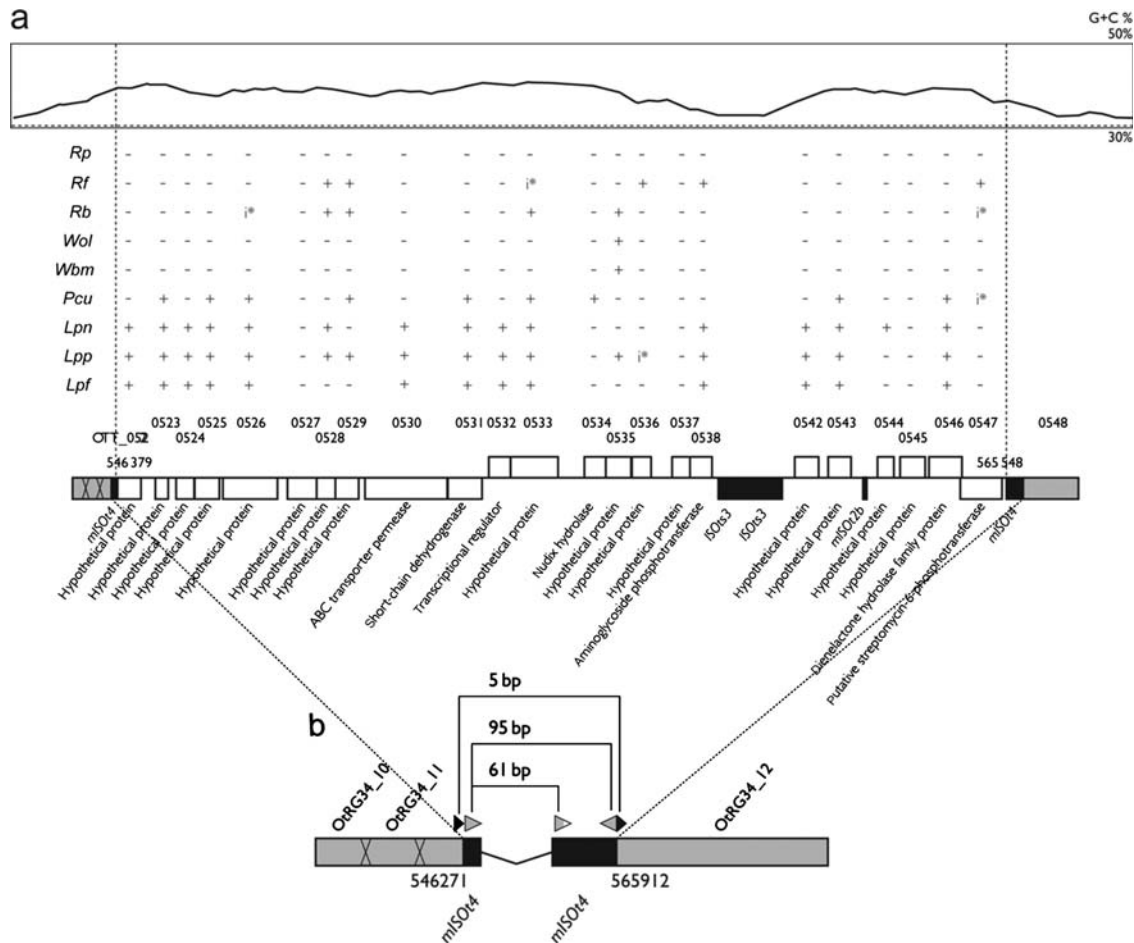 a
G+C %
50%
30%
Rp - - - - - - - - - - - - - - - - - - - - - - -
Rf - - - - - - + + - - - i* - - + - + - - - - - +
Rb - - - - i* - + + - - - + - + - - - - - - - - i*
Wol - - - - - - - - - - - - - + - - - - - - - - -
Wbm - - - - - - - - - - - - - + - - - - - - - - -
Pcu - + - + + - - + - + - + + - - - - - + - - + i*
Lpn + + + + + - + - + + + + - - - - + + + + - + -
Lpp + + + + + - + + + + + + - + i* - + + + - - + -
Lpf + + + + + - - - + + + + - - - - + + + - - + -
0523 0525 0526 0527 0529 0530 0531 0532 0533 0534 0536 0537 0542 0543 0544 0546 0547 0548
0524 0528 0535 0538 0545
546 379 565 548
mISOt4
Hypothetical protein
Hypothetical protein
Hypothetical protein
Hypothetical protein
Hypothetical protein
Hypothetical protein
Hypothetical protein
Hypothetical protein
ABC transporter permease
Short-chain dehydrogenase
Transcriptional regulator
Hypothetical protein
Nudix hydrolase
Hypothetical protein
Hypothetical protein
Hypothetical protein
Aminoglycoside phosphotransferase
ISOts3
ISOts3
Hypothetical protein
Hypothetical protein
mISOt2b
Hypothetical protein
Hypothetical protein
Dienelactone hydrolase family protein
Putative streptomycin-6-phosphotransferase
mISOt4
b
5 bp
95 bp
61 bp
OtRG34_10
OtRG34_11
OtRG34_12
546271
565912
mISOt4
mISOt4